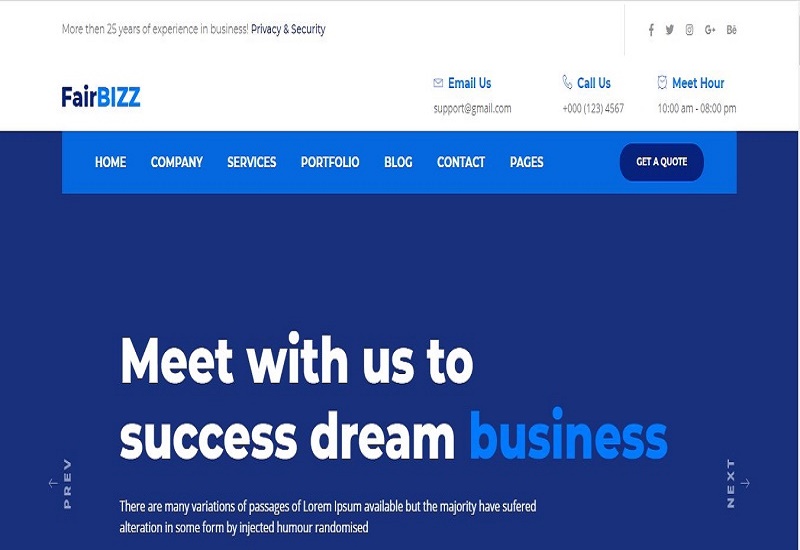 More then 25 years of experience in business! Privacy & Security
Bē
FairBIZZ
Email Us
support@gmail.com
Call Us
+000 (123) 4567
Meet Hour
10:00 am - 08:00 pm
HOME COMPANY SERVICES PORTFOLIO BLOG CONTACT PAGES GET A QUOTE
Meet with us to
success dream business
PREV
NEXT
There are many variations of passages of Lorem Ipsum available but the majority have sufered
alteration in some form by injected humour randomised